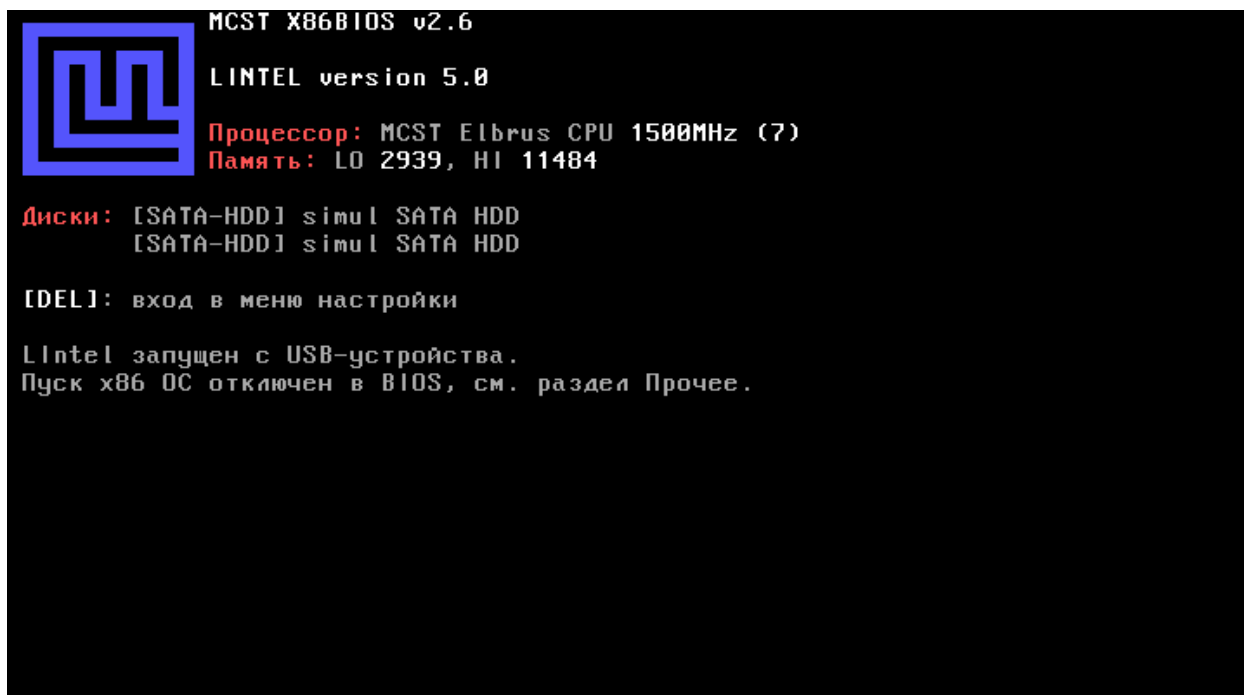 MCST X86BIOS v2.6
LINTEL version 5.0
Процессор: MCST Elbrus CPU 1500MHz (7)
Память: LO 2939, HI 11484
Диски: [SATA-HDD] simul SATA HDD
[SATA-HDD] simul SATA HDD
[DEL]: вход в меню настройки
LIntel запущен с USB-устройства.
Пуск x86 ОС отключен в BIOS, см. раздел Прочее.